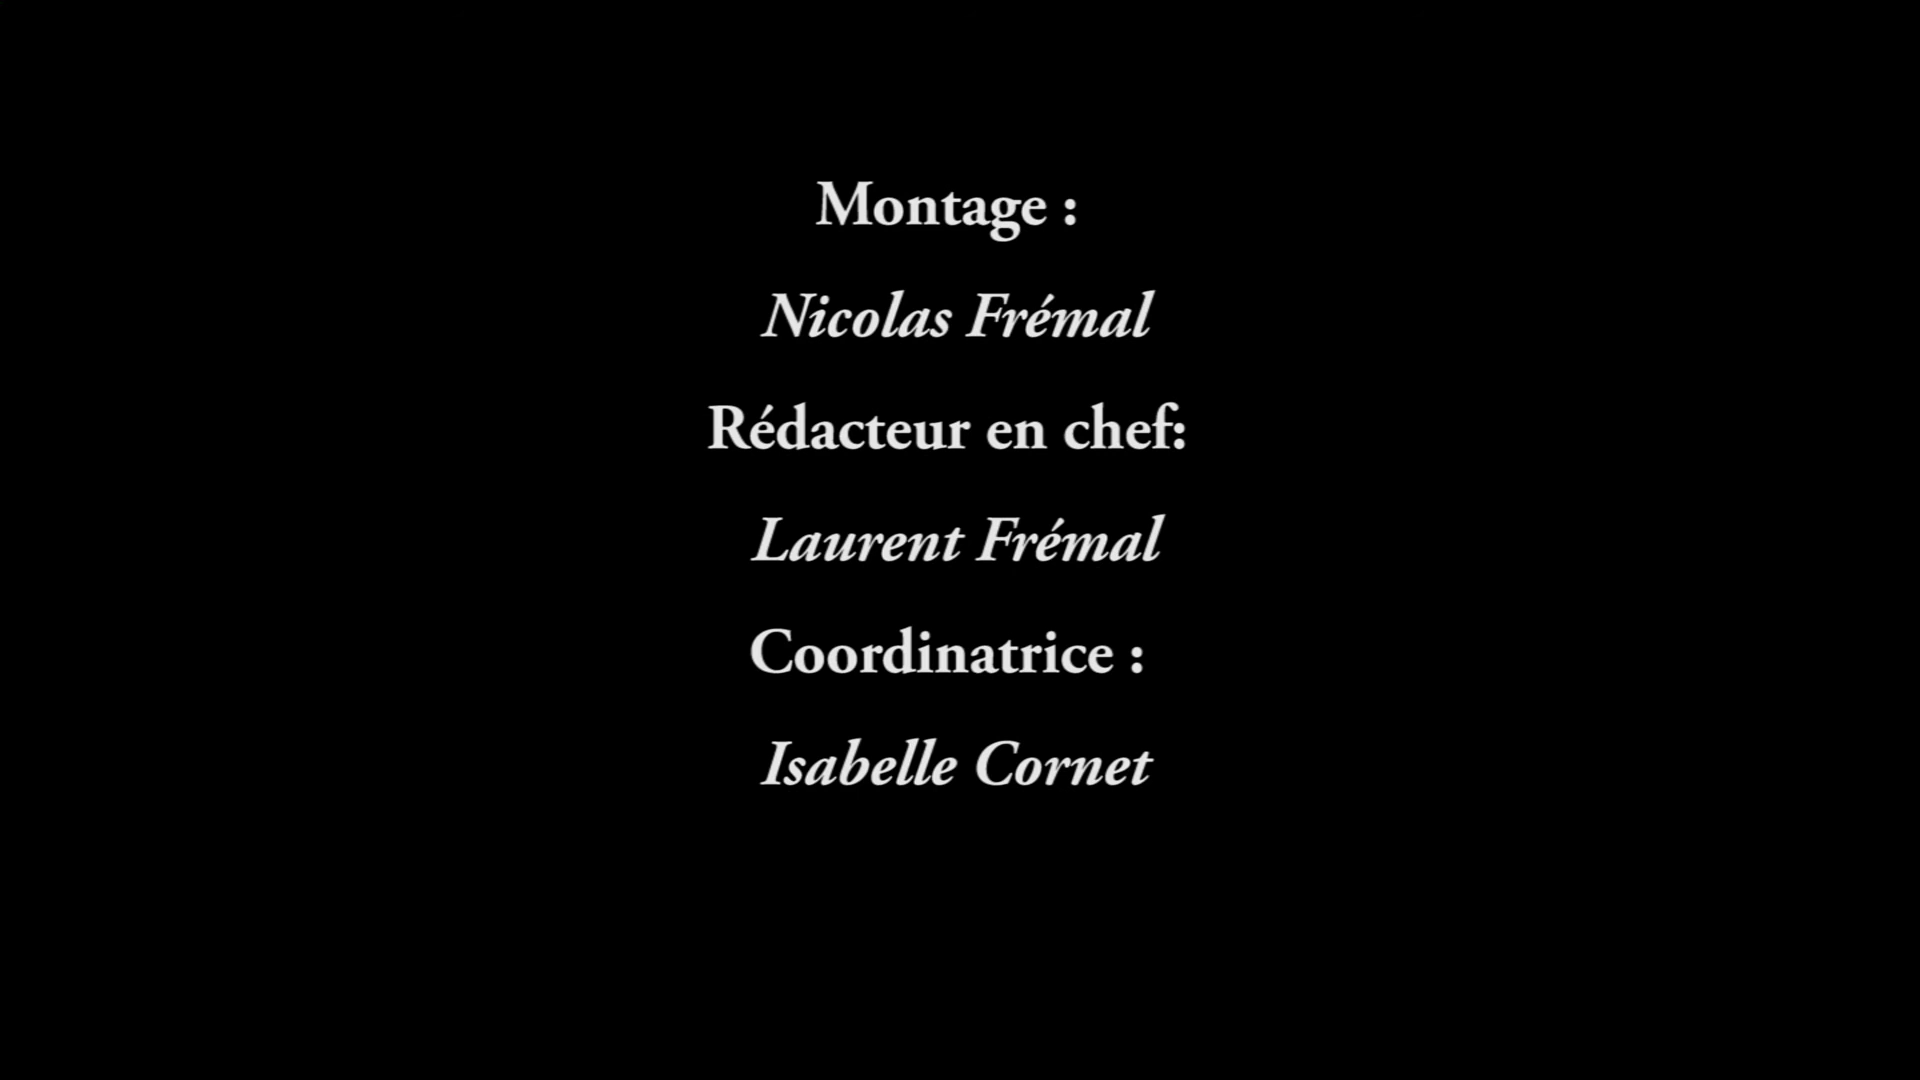 Montage :
Nicolas Frémal
Rédacteur en chef:
Laurent Frémal
Coordinatrice :
Isabelle Cornet